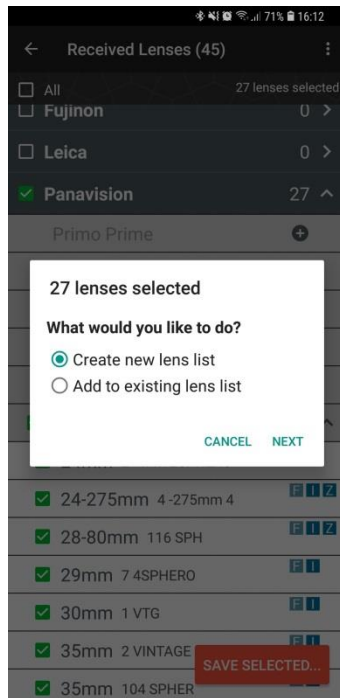 71% 16:12
Received Lenses (45)
All 27 lenses selected
Fujinon 0
Leica 0
Panavision 27
Primo Prime
27 lenses selected
What would you like to do?
Create new lens list
Add to existing lens list
CANCEL NEXT
24-275mm 4 -275mm 4 F I Z
28-80mm 116 SPH F I Z
29mm 7 4SPHERO F I
30mm 1 VTG F I
35mm 2 VINTAGE F I
SAVE SELECTED...
35mm 104 SPHER